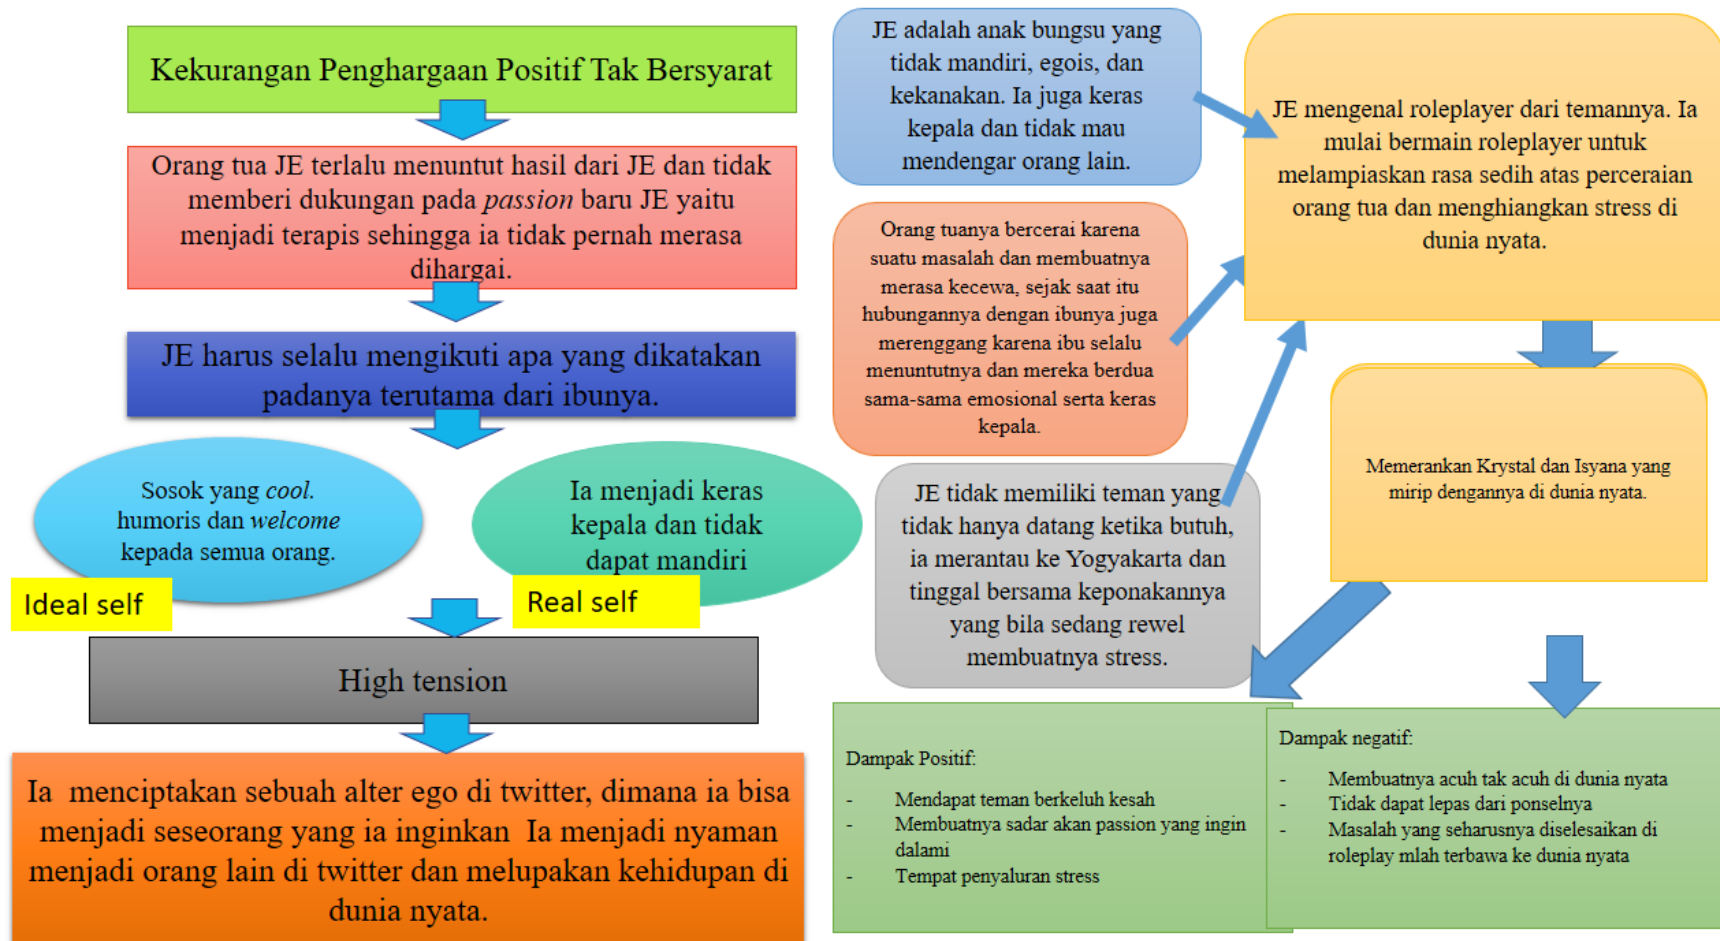 Kekurangan Penghargaan Positif Tak Bersyarat
Orang tua JE terlalu menuntut hasil dari JE dan tidak
memberi dukungan pada passion baru JE yaitu
menjadi terapis sehingga ia tidak pernah merasa
dihargai.
JE harus selalu mengikuti apa yang dikatakan
padanya terutama dari ibunya.
Sosok yang cool.
humoris dan welcome
kepada semua orang.
Ideal self
Ia menjadi keras
kepala dan tidak
dapat mandiri
Real self
High tension
Ia  menciptakan sebuah alter ego di twitter, dimana ia bisa
menjadi seseorang yang ia inginkan  Ia menjadi nyaman
menjadi orang lain di twitter dan melupakan kehidupan di
dunia nyata.
JE adalah anak bungsu yang
tidak mandiri, egois, dan
kekanakan. Ia juga keras
kepala dan tidak mau
mendengar orang lain.
Orang tuanya bercerai karena
suatu masalah dan membuatnya
merasa kecewa, sejak saat itu
hubungannya dengan ibunya juga
merenggang karena ibu selalu
menuntutnya dan mereka berdua
sama-sama emosional serta keras
kepala.
JE tidak memiliki teman yang
tidak hanya datang ketika butuh,
ia merantau ke Yogyakarta dan
tinggal bersama keponakannya
yang bila sedang rewel
membuatnya stress.
JE mengenal roleplayer dari temannya. Ia
mulai bermain roleplayer untuk
melampiaskan rasa sedih atas perceraian
orang tua dan menghiangkan stress di
dunia nyata.
Memerankan Krystal dan Isyana yang
mirip dengannya di dunia nyata.
Dampak Positif:
- Mendapat teman berkeluh kesah
- Membuatnya sadar akan passion yang ingin
dalami
- Tempat penyaluran stress
Dampak negatif:
- Membuatnya acuh tak acuh di dunia nyata
- Tidak dapat lepas dari ponselnya
- Masalah yang seharusnya diselesaikan di
roleplay mlah terbawa ke dunia nyata